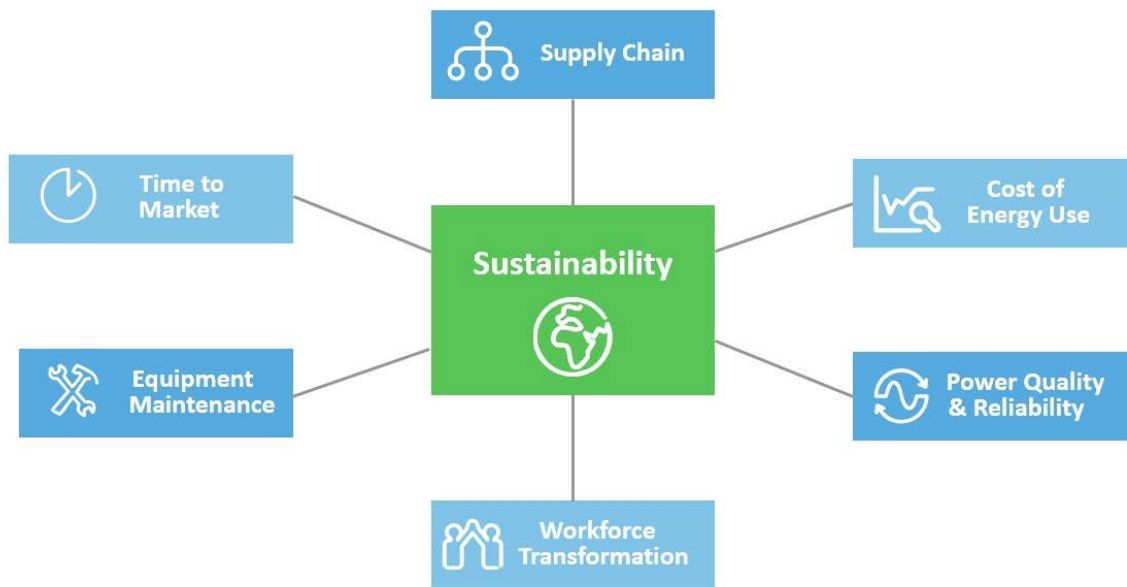 Supply Chain
Time to
Market
Cost of
Energy Use
Sustainability
Equipment
Maintenance
Power Quality
& Reliability
Workforce
Transformation